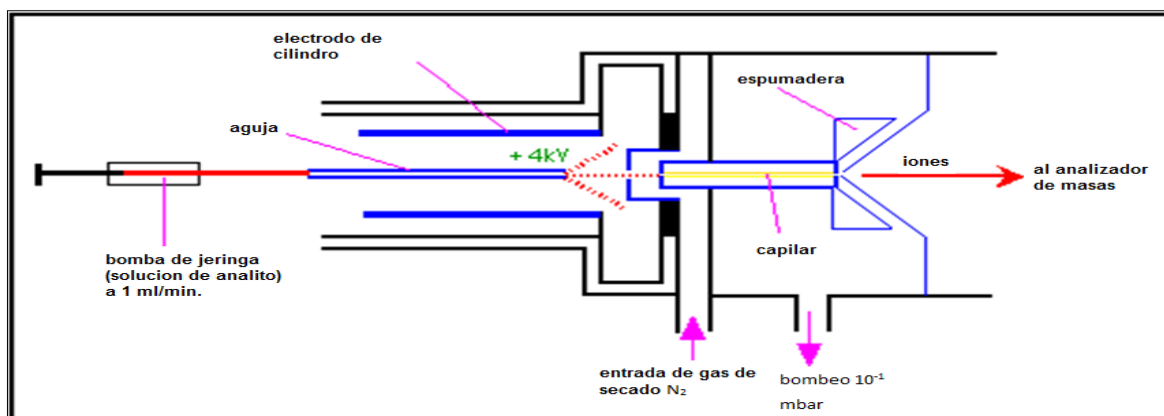 electrodo de
cilindro
espumadera
aguja
+ 4kV
iones
al analizador
de masas
capilar
bomba de jeringa
(solucion de analito)
a 1 ml/min.
entrada de gas de
secado N₂
bombeo 10⁻¹
mbar